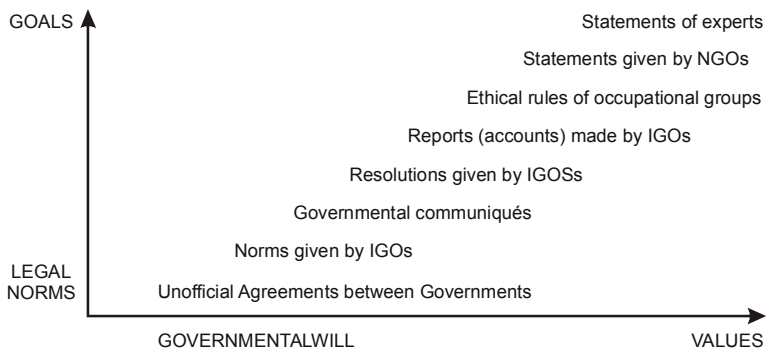 GOALS
Statements of experts
Statements given by NGOs
Ethical rules of occupational groups
Reports (accounts) made by IGOs
Resolutions given by IGOSs
Governmental communiqués
Norms given by IGOs
LEGAL
NORMS
Unofficial Agreements between Governments
GOVERNMENTALWILL
VALUES